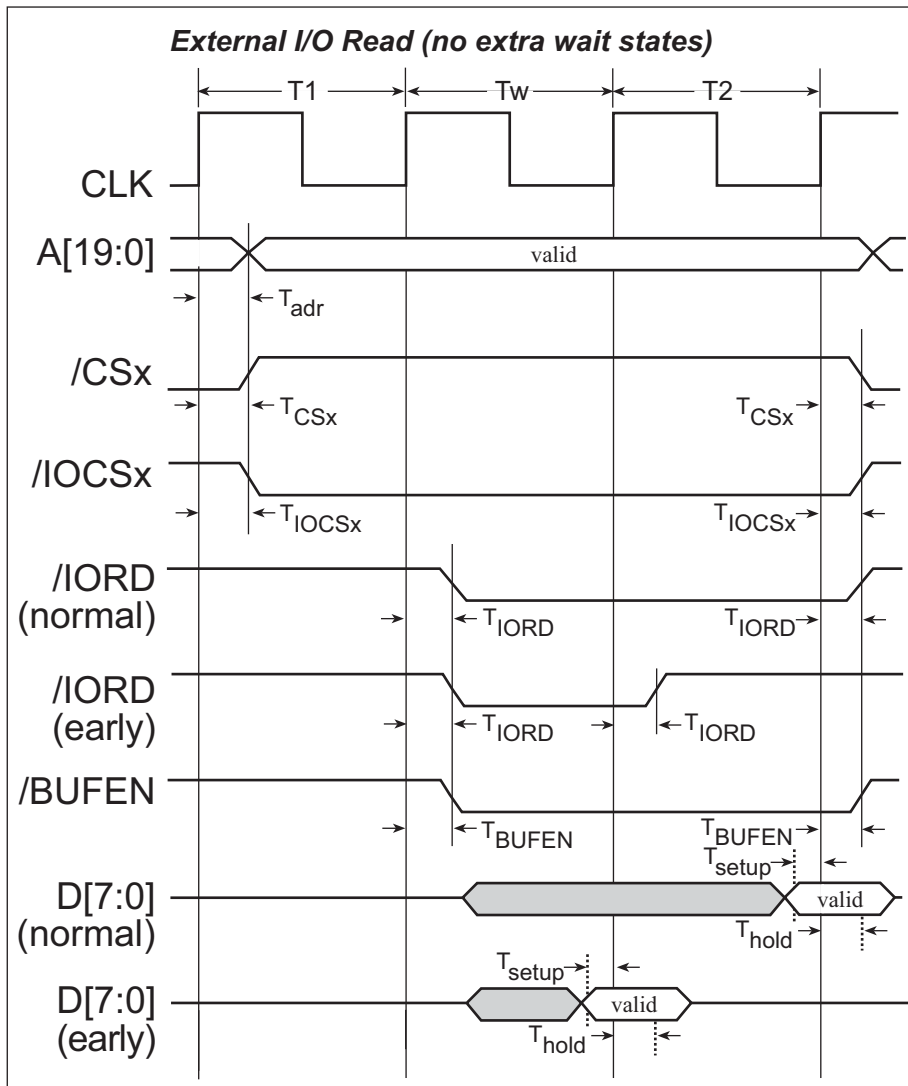 External I/O Read (no extra wait states)
T1 Tw T2
CLK
A[19:0] valid
Tadr
/CSx
TCSx TCSx
/IOCSx
TIOCSx TIOCSx
/IORD
(normal)
TIORD TIORD
/IORD
(early)
TIORD TIORD
/BUFEN
TBUFEN TBUFEN
Tsetup
D[7:0] valid
(normal)
Thold
Tsetup
D[7:0] valid
(early)
Thold